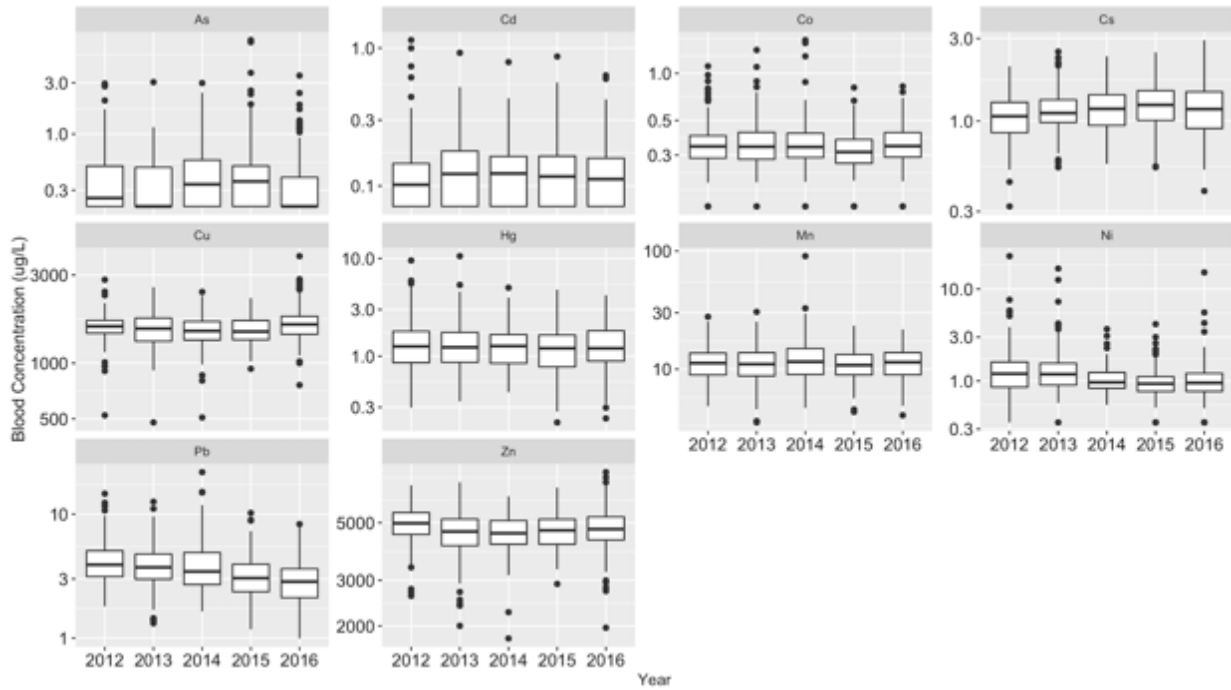 As Cd Co Cs
3.0 1.0 0.3
1.0 0.3 0.1
1.0 0.5 0.3
3.0 1.0 0.3
Cu Hg Mn Ni
3000 1000 500
10.0 3.0 1.0 0.3
100 30 10
10.0 3.0 1.0 0.3
2012 2013 2014 2015 2016 2012 2013 2014 2015 2016
Pb Zn
10 3 1
5000 3000 2000
2012 2013 2014 2015 2016 2012 2013 2014 2015 2016
Blood Concentration (ug/L)
Year